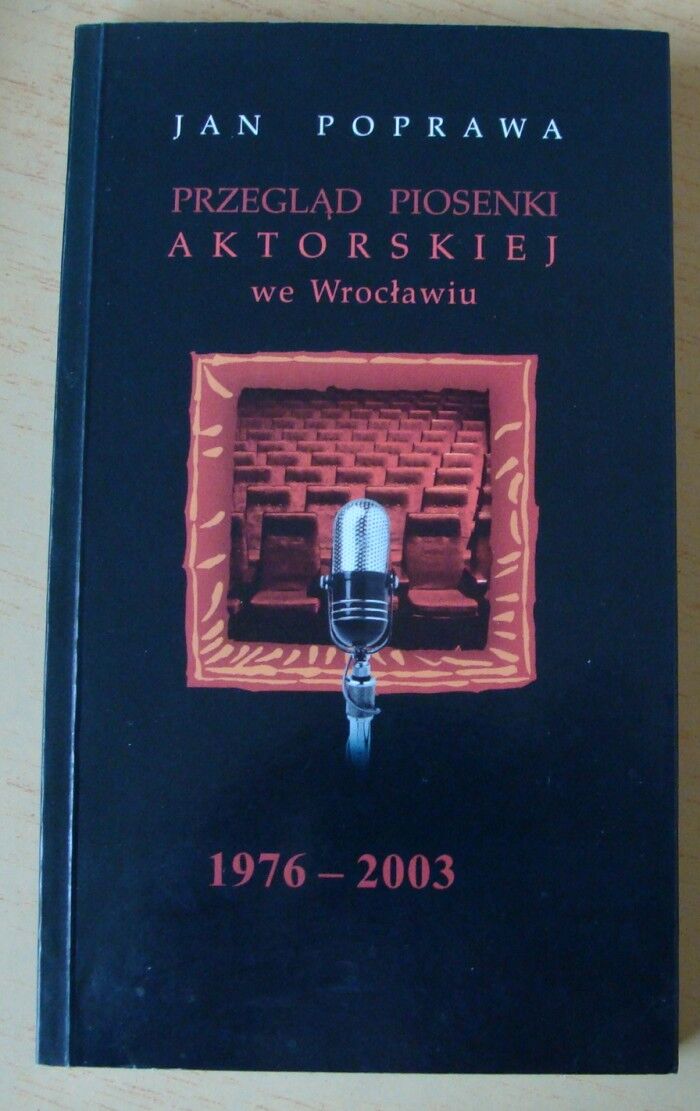 JAN POPRAWA
PRZEGLĄD PIOSENKI
AKTORSKIEJ
we Wrocławiu
1976 – 2003